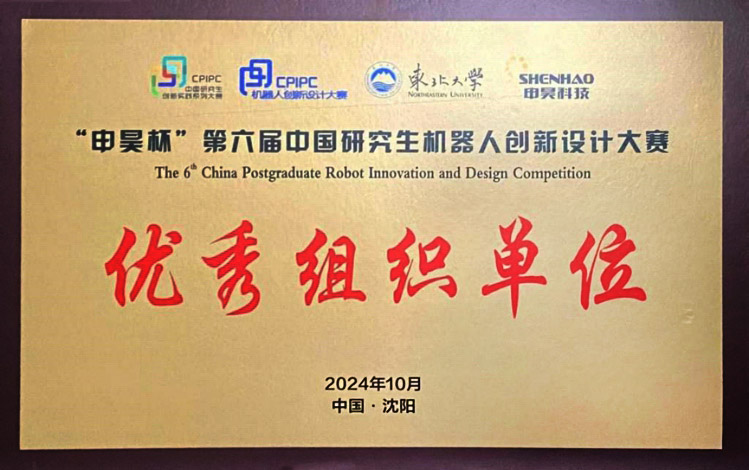 CPIPC
中国研究生
创新实践系列大赛
CPIPC
机器人创新设计大赛
東北大学
NORTHEASTERN UNIVERSITY
SHENHAO
申昊科技
“申昊杯”第六届中国研究生机器人创新设计大赛
The 6th China Postgraduate Robot Innovation and Design Competition
优秀组织单位
2024年10月
中国·沈阳